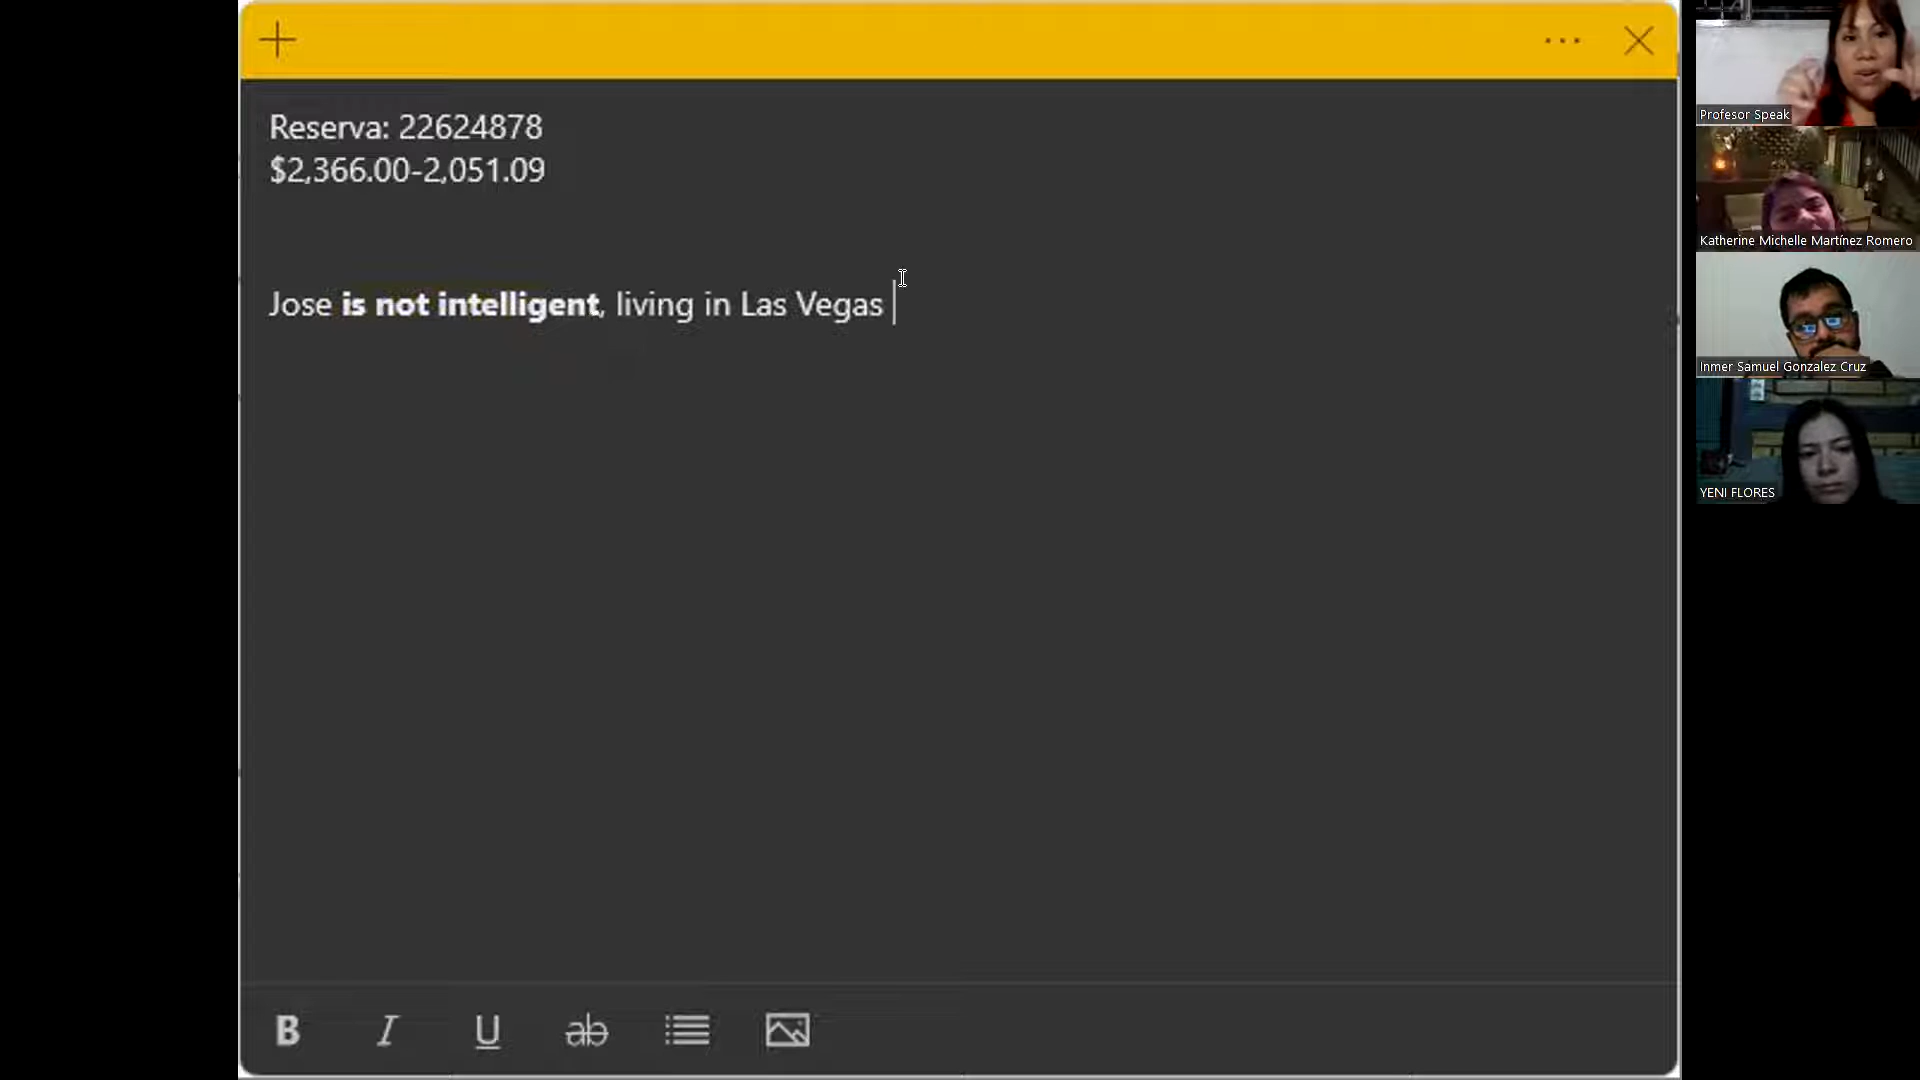 Reserva: 22624878
$2,366.00-2,051.09
Jose is not intelligent, living in Las Vegas
B I U ab
Profesor Speak
Katherine Michelle Martínez Romero
Inmer Samuel Gonzalez Cruz
YENI FLORES